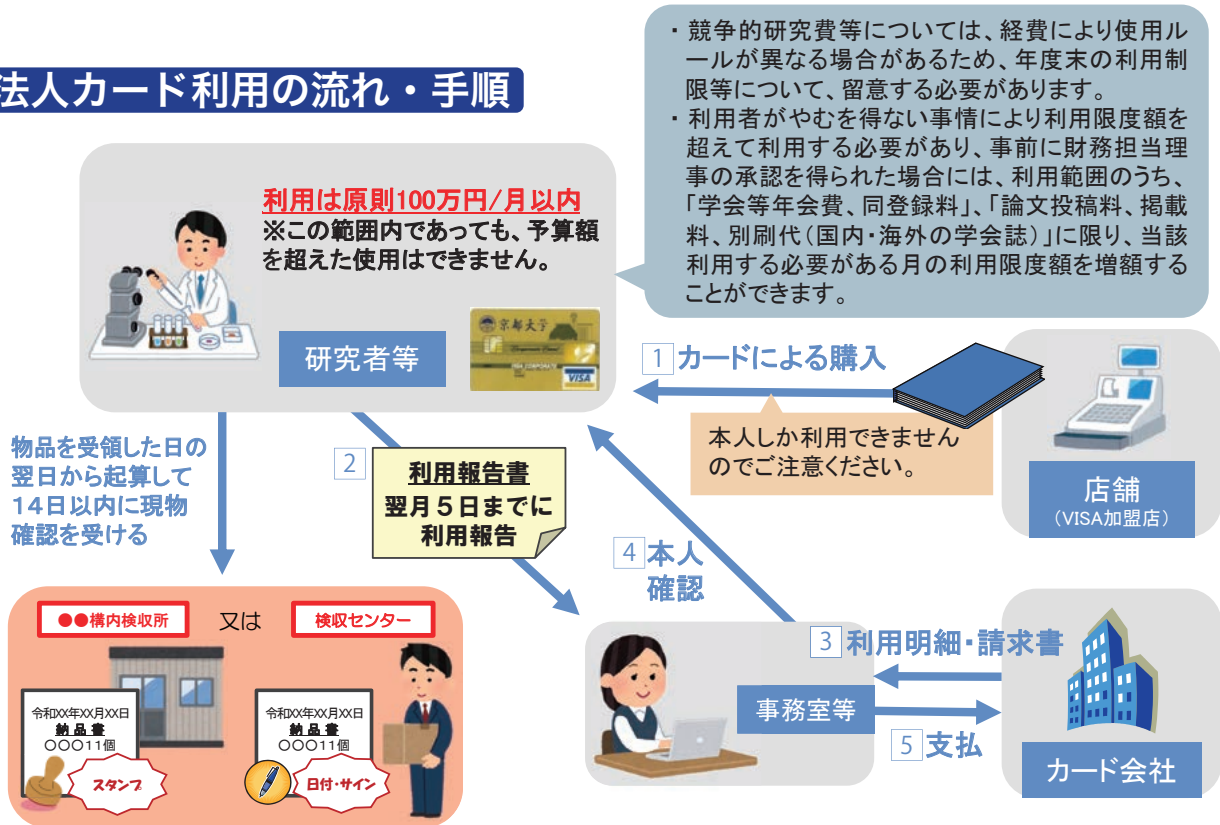 法人カード利用の流れ・手順
・競争的研究費等については、経費により使用ル
ールが異なる場合があるため、年度末の利用制
限等について、留意する必要があります。
・利用者がやむを得ない事情により利用限度額を
超えて利用する必要があり、事前に財務担当理
事の承認を得られた場合には、利用範囲のうち、
「学会等年会費、同登録料」、「論文投稿料、掲載
料、別刷代（国内・海外の学会誌）」に限り、当該
利用する必要がある月の利用限度額を増額する
ことができます。
利用は原則100万円/月以内
※この範囲内であっても、予算額
を超えた使用はできません。
京都大学
VISA
研究者等
1 カードによる購入
本人しか利用できません
のでご注意ください。
店舗
（VISA加盟店）
物品を受領した日の
翌日から起算して
14日以内に現物
確認を受ける
2
利用報告書
翌月５日までに
利用報告
4 本人
確認
●●構内検収所
又は
検収センター
令和XX年XX月XX日
納品書
〇〇〇11個
スタンプ
令和XX年XX月XX日
納品書
〇〇〇11個
日付・サイン
3 利用明細・請求書
事務室等
5 支払
カード会社